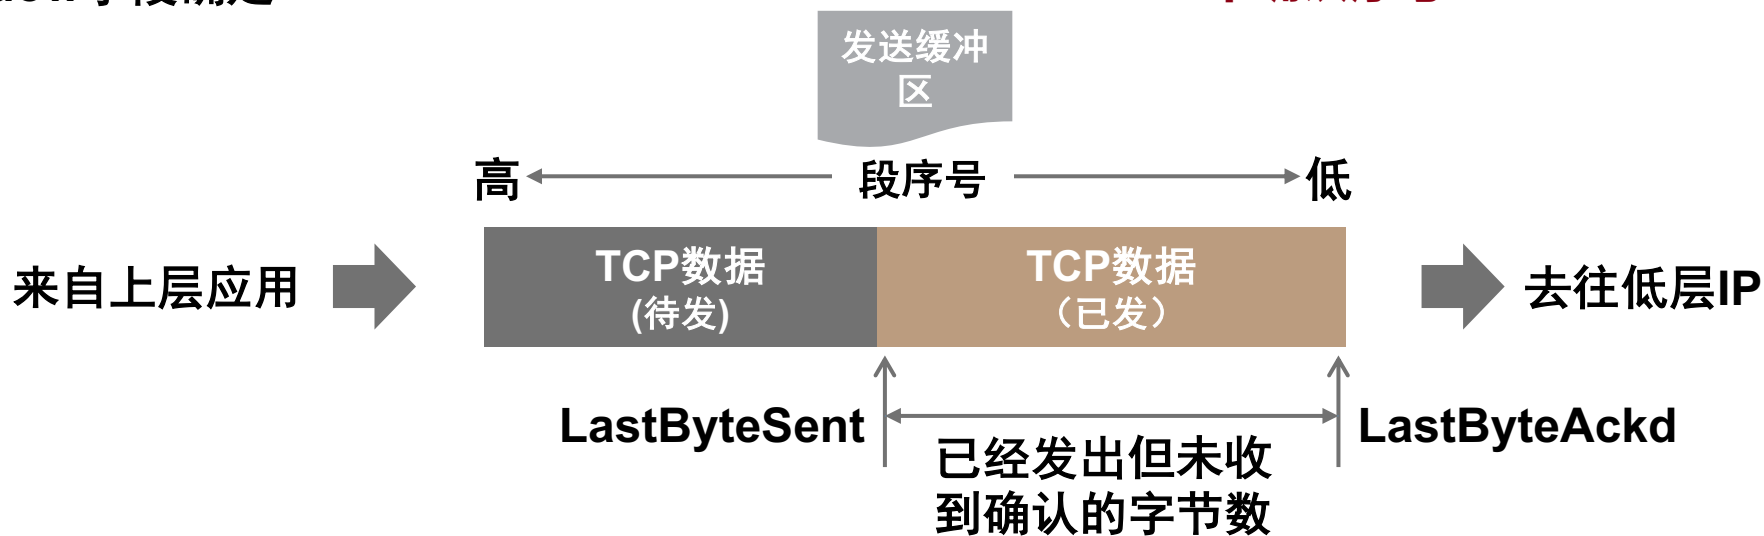 发送缓冲
区
高
段序号
低
来自上层应用
TCP数据
(待发)
TCP数据
（已发）
去往低层IP
LastByteSent
LastByteAckd
已经发出但未收
到确认的字节数